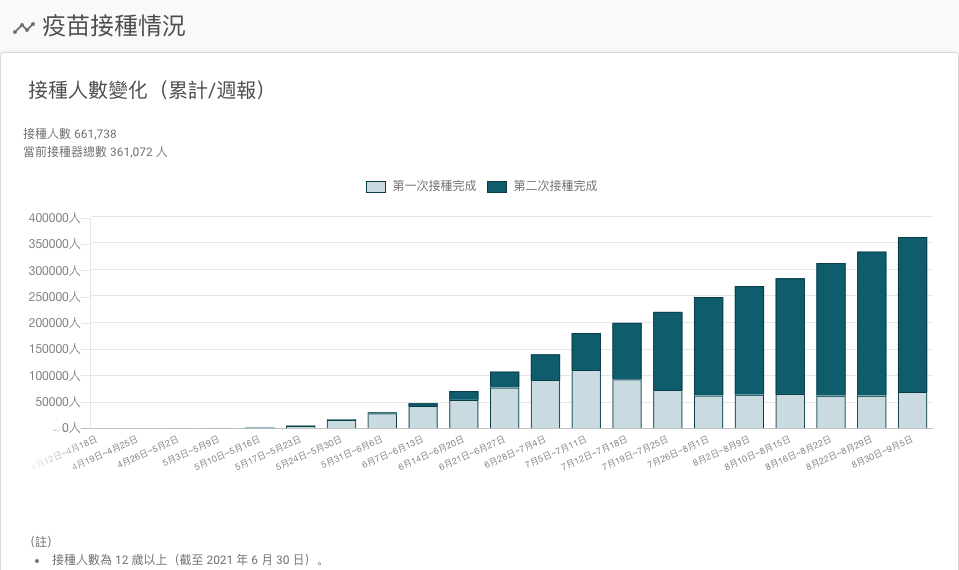 疫苗接種情況
接種人數變化（累計/週報）
接種人數 661,738
當前接種器總數 361,072 人
第一次接種完成 第二次接種完成
400000人
350000人
300000人
250000人
200000人
150000人
100000人
50000人
0人
4月12日~4月18日
4月19日~4月25日
4月26日~5月2日
5月3日~5月9日
5月10日~5月16日
5月17日~5月23日
5月24日~5月30日
5月31日~6月6日
6月7日~6月13日
6月14日~6月20日
6月21日~6月27日
6月28日~7月4日
7月5日~7月11日
7月12日~7月18日
7月19日~7月25日
7月26日~8月1日
8月2日~8月9日
8月10日~8月15日
8月16日~8月22日
8月22日~8月29日
8月30日~9月5日
（註）
• 接種人數為 12 歲以上（截至 2021 年 6 月 30 日）。